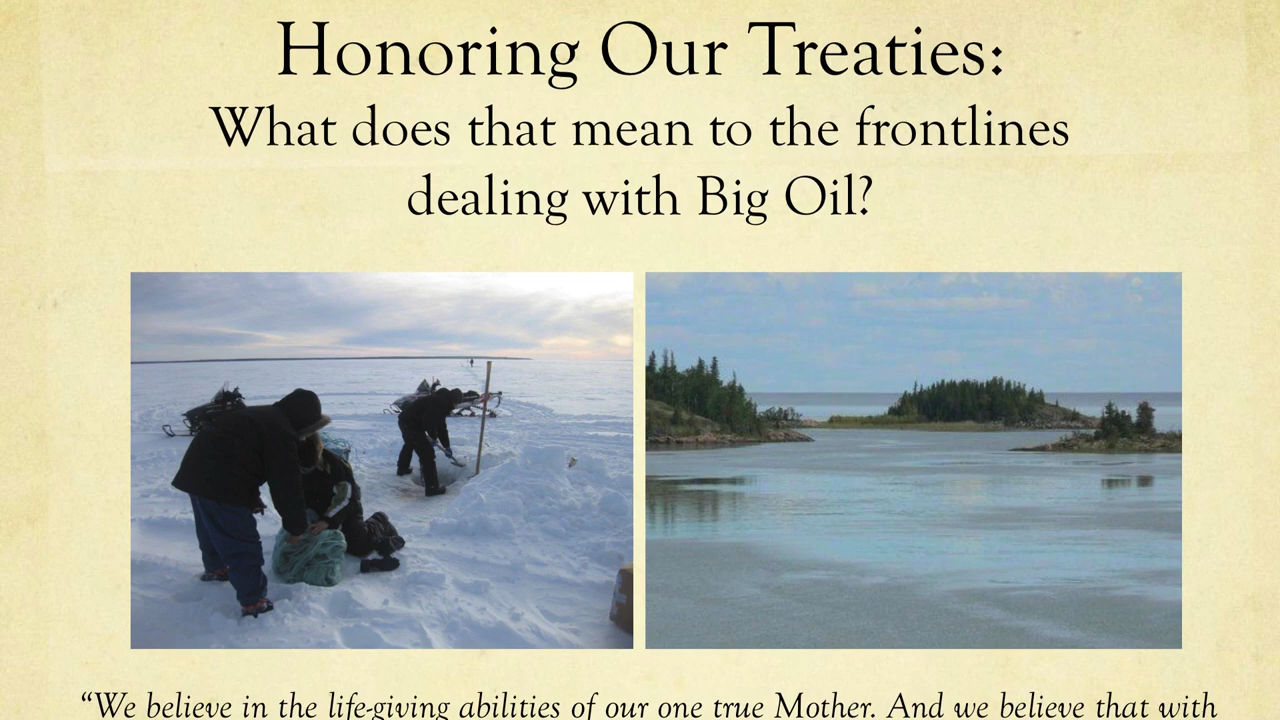 Honoring Our Treaties:
What does that mean to the frontlines
dealing with Big Oil?
“We believe in the life-giving abilities of our one true Mother. And we believe that with